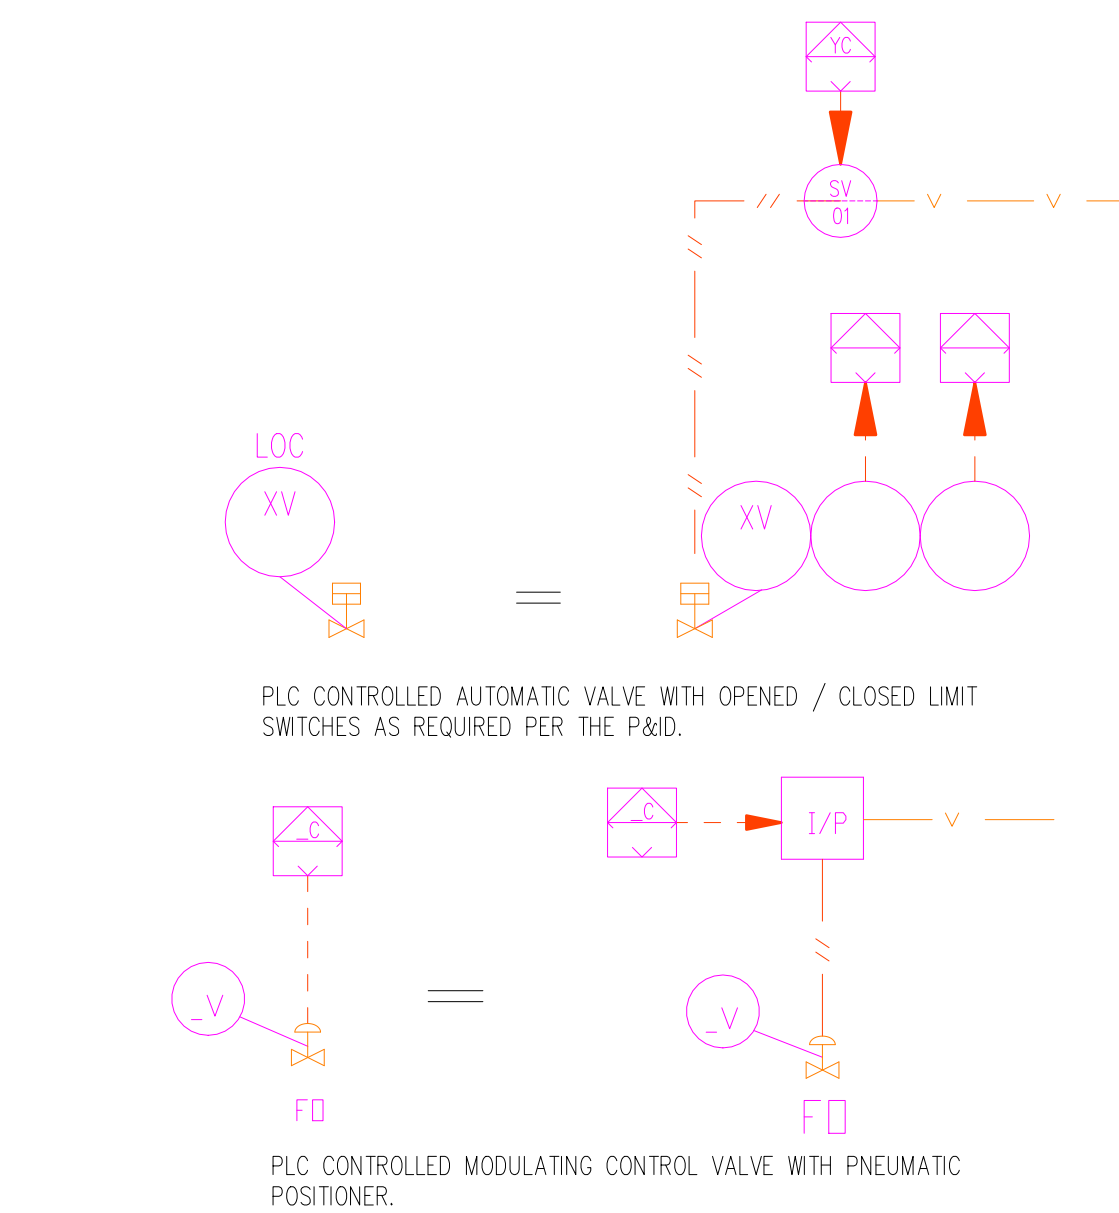 YC
SV
01
LOC
XV
XV
PLC CONTROLLED AUTOMATIC VALVE WITH OPENED / CLOSED LIMIT
SWITCHES AS REQUIRED PER THE P&ID.
_C
_C
I/P
_V
_V
FO
FO
PLC CONTROLLED MODULATING CONTROL VALVE WITH PNEUMATIC
POSITIONER.